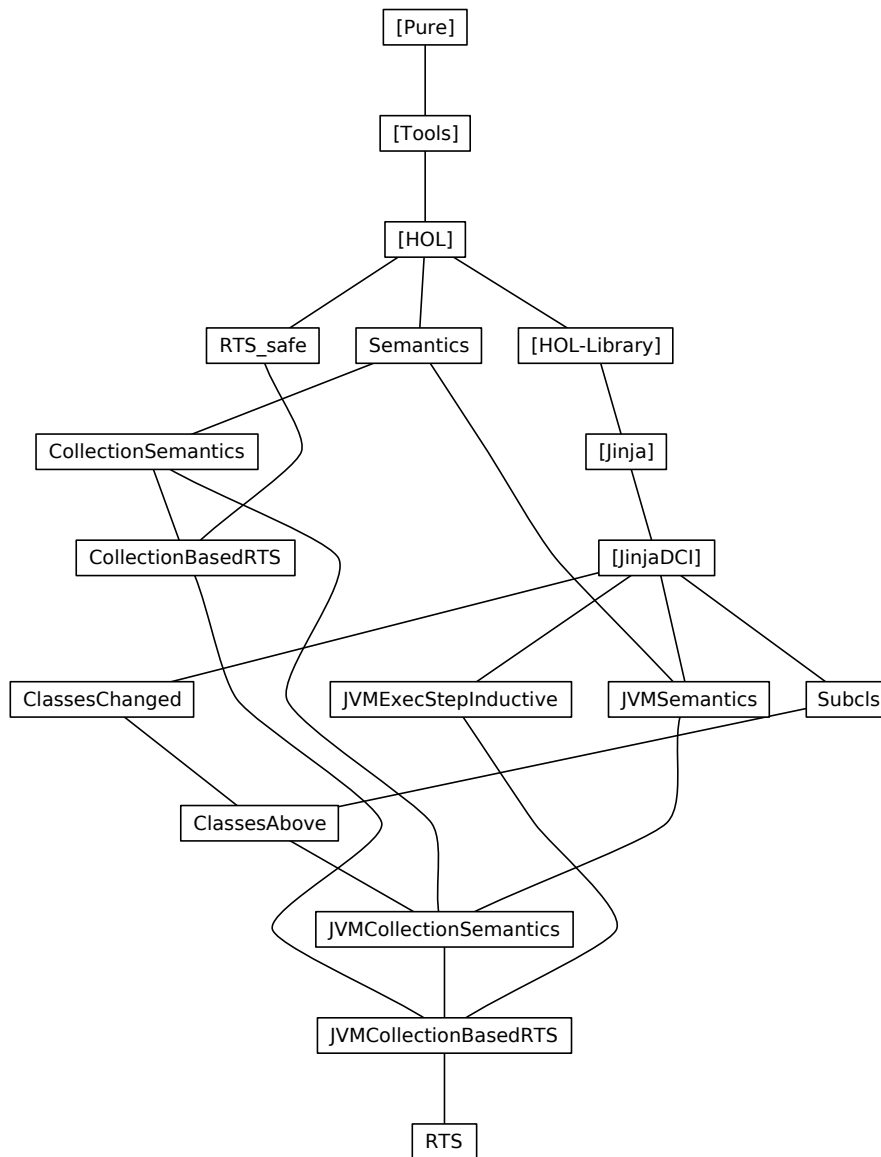 [Pure]
[Tools]
[HOL]
RTS_safe
Semantics
[HOL-Library]
CollectionSemantics
[Jinja]
CollectionBasedRTS
[JinjaDCI]
ClassesChanged
JVMExecStepInductive
JVMSemantics
Subcls
ClassesAbove
JVMCollectionSemantics
JVMCollectionBasedRTS
RTS